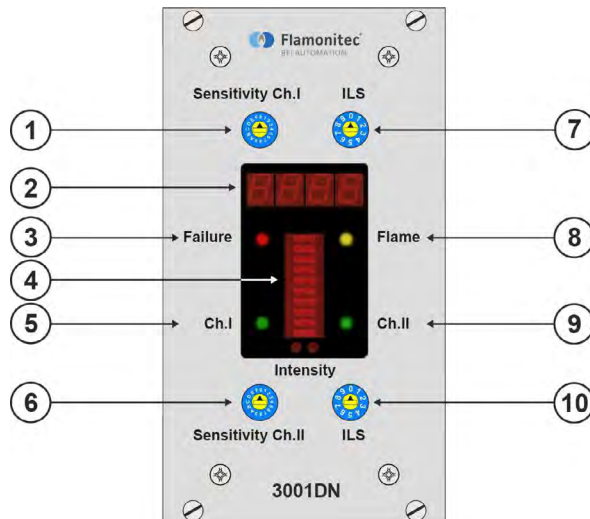 Flamonitec
BFI AUTOMATION
Sensitivity Ch.I ILS
1
7
2
3
Failure
Flame
8
4
5
Ch.I
Ch.II
9
Intensity
6
10
Sensitivity Ch.II ILS
3001DN